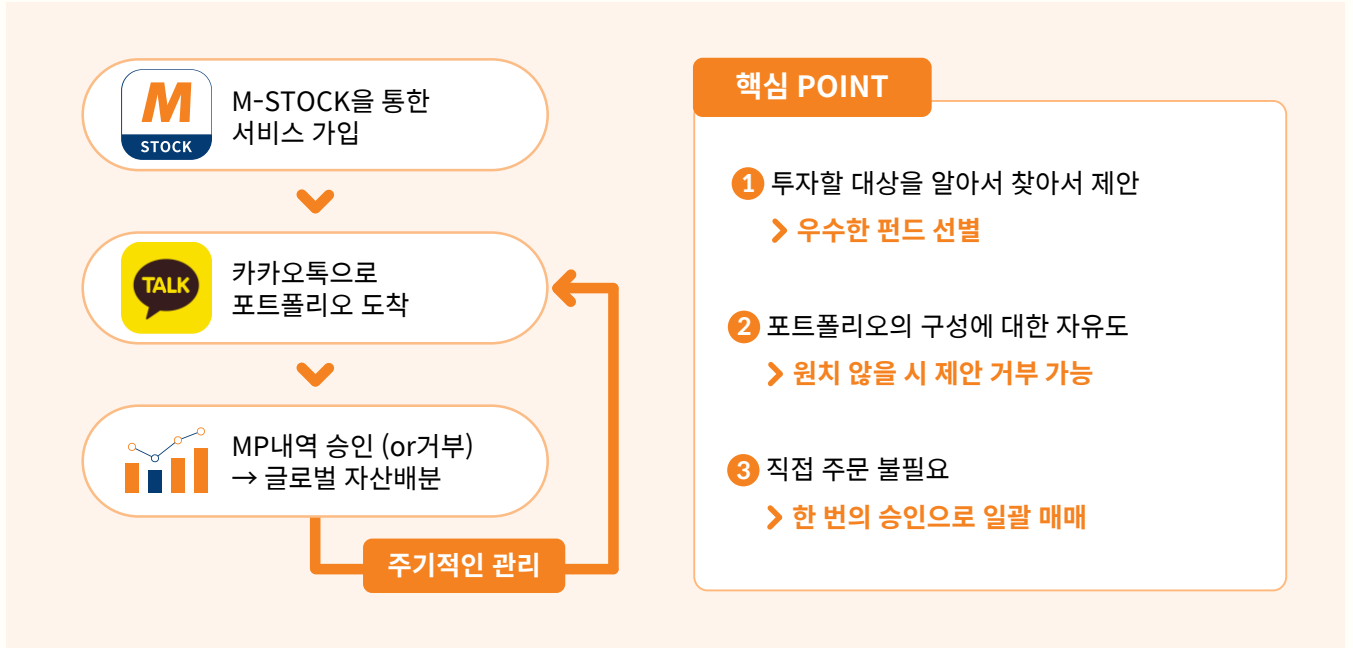 M
STOCK
M-STOCK을 통한
서비스 가입
TALK
카카오톡으로
포트폴리오 도착
MP내역 승인 (or거부)
→ 글로벌 자산배분
주기적인 관리
핵심 POINT
1 투자할 대상을 알아서 찾아서 제안
우수한 펀드 선별
2 포트폴리오의 구성에 대한 자유도
원치 않을 시 제안 거부 가능
3 직접 주문 불필요
한 번의 승인으로 일괄 매매